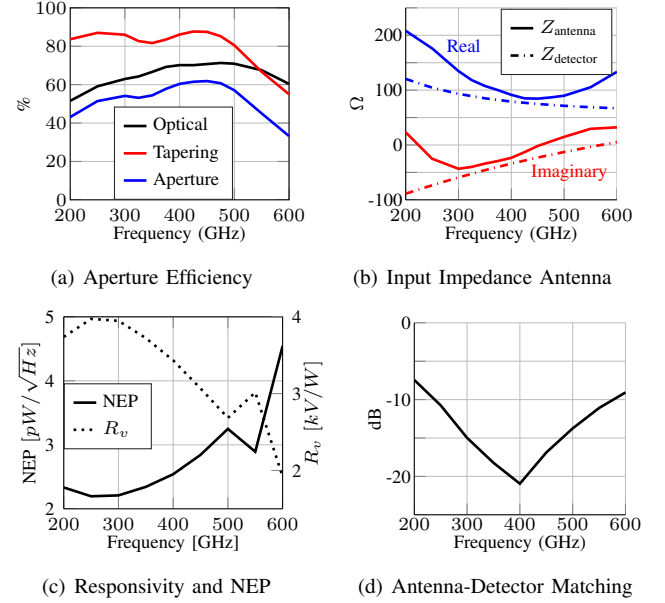 100
80
60
40
20
0
%
Optical
Tapering
Aperture
200 300 400 500 600
Frequency (GHz)
(a) Aperture Efficiency
200
100
0
-100
Ω
Real
Z_antenna
Z_detector
Imaginary
200 300 400 500 600
Frequency (GHz)
(b) Input Impedance Antenna
5
4
3
2
NEP [pW/√Hz]
NEP
R_v
4
3
2
R_v [kV/W]
200 300 400 500 600
Frequency [GHz]
(c) Responsivity and NEP
0
-10
-20
dB
200 300 400 500 600
Frequency (GHz)
(d) Antenna-Detector Matching